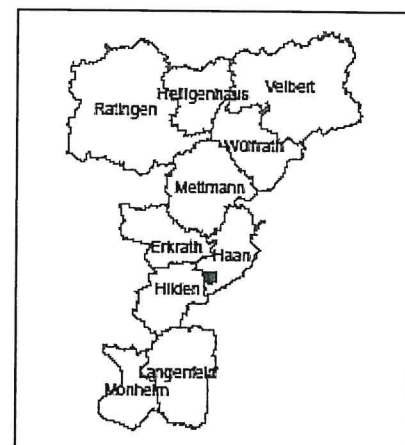 Ratingen
Heiligenhaus
Velbert
Wülfrath
Mettmann
Erkrath
Haan
Hilden
Langenfeld
Monheim